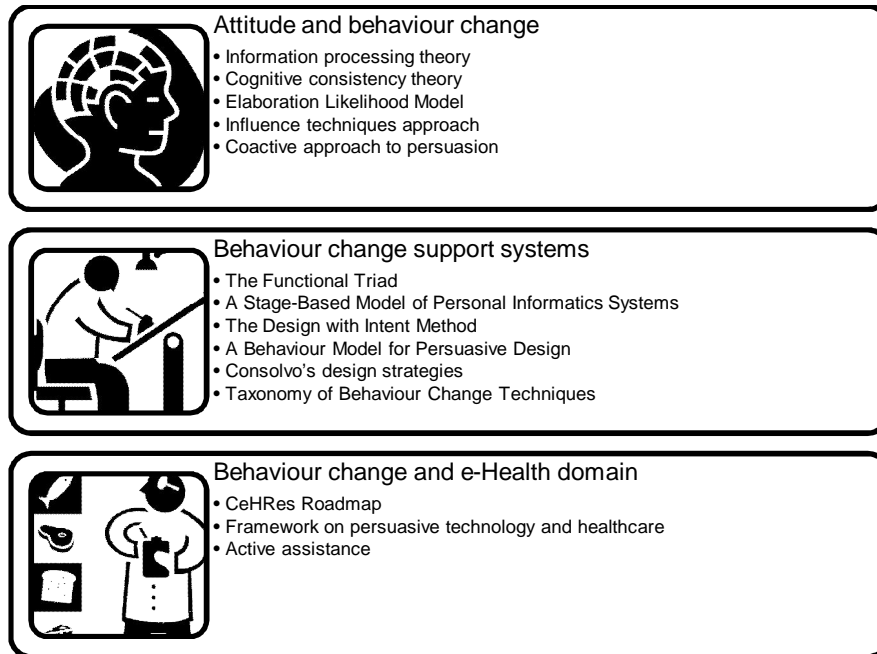 Attitude and behaviour change
• Information processing theory
• Cognitive consistency theory
• Elaboration Likelihood Model
• Influence techniques approach
• Coactive approach to persuasion
Behaviour change support systems
• The Functional Triad
• A Stage-Based Model of Personal Informatics Systems
• The Design with Intent Method
• A Behaviour Model for Persuasive Design
• Consolvo's design strategies
• Taxonomy of Behaviour Change Techniques
Behaviour change and e-Health domain
• CeHRes Roadmap
• Framework on persuasive technology and healthcare
• Active assistance